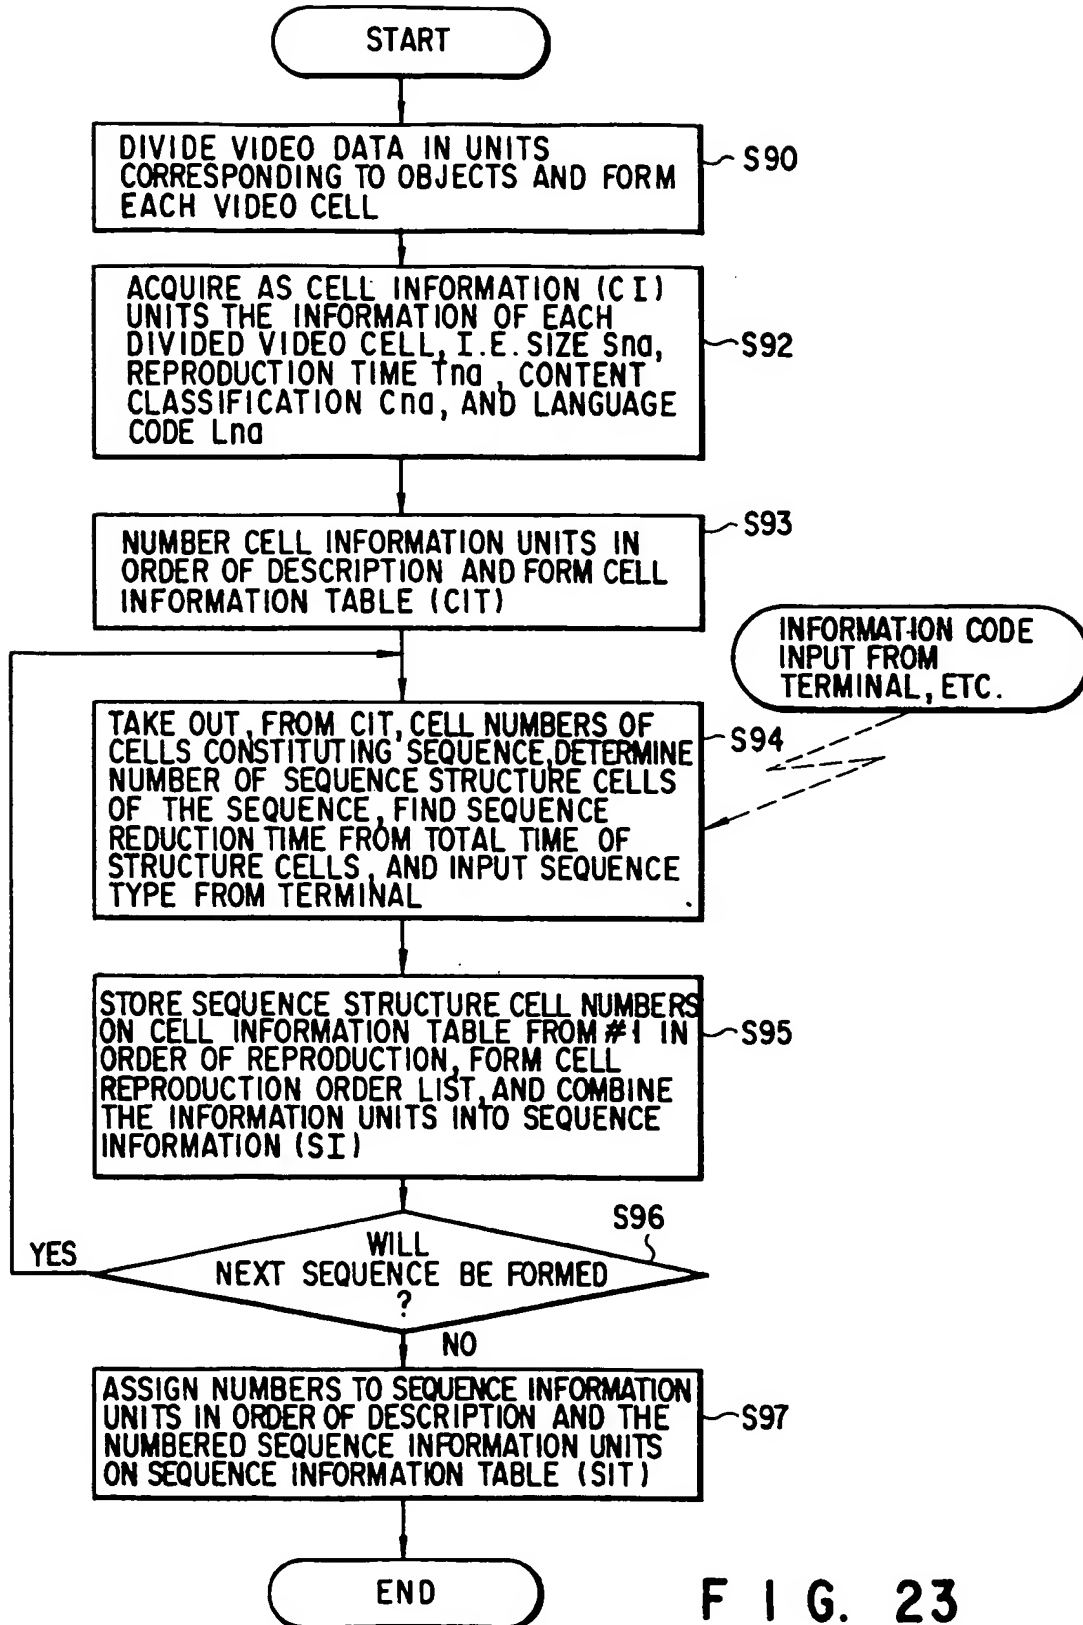 START
DIVIDE VIDEO DATA IN UNITS
CORRESPONDING TO OBJECTS AND FORM
EACH VIDEO CELL
S90
ACQUIRE AS CELL INFORMATION (CI)
UNITS THE INFORMATION OF EACH
DIVIDED VIDEO CELL, I.E. SIZE Sna,
REPRODUCTION TIME Tna, CONTENT
CLASSIFICATION Cna, AND LANGUAGE
CODE Lna
S92
NUMBER CELL INFORMATION UNITS IN
ORDER OF DESCRIPTION AND FORM CELL
INFORMATION TABLE (CIT)
S93
INFORMATION CODE
INPUT FROM
TERMINAL, ETC.
TAKE OUT, FROM CIT, CELL NUMBERS OF
CELLS CONSTITUTING SEQUENCE, DETERMINE
NUMBER OF SEQUENCE STRUCTURE CELLS
OF THE SEQUENCE, FIND SEQUENCE
REDUCTION TIME FROM TOTAL TIME OF
STRUCTURE CELLS, AND INPUT SEQUENCE
TYPE FROM TERMINAL
S94
STORE SEQUENCE STRUCTURE CELL NUMBERS
ON CELL INFORMATION TABLE FROM #1 IN
ORDER OF REPRODUCTION, FORM CELL
REPRODUCTION ORDER LIST, AND COMBINE
THE INFORMATION UNITS INTO SEQUENCE
INFORMATION (SI)
S95
S96
YES
WILL
NEXT SEQUENCE BE FORMED
?
NO
ASSIGN NUMBERS TO SEQUENCE INFORMATION
UNITS IN ORDER OF DESCRIPTION AND THE
NUMBERED SEQUENCE INFORMATION UNITS
ON SEQUENCE INFORMATION TABLE (SIT)
S97
END
FIG. 23